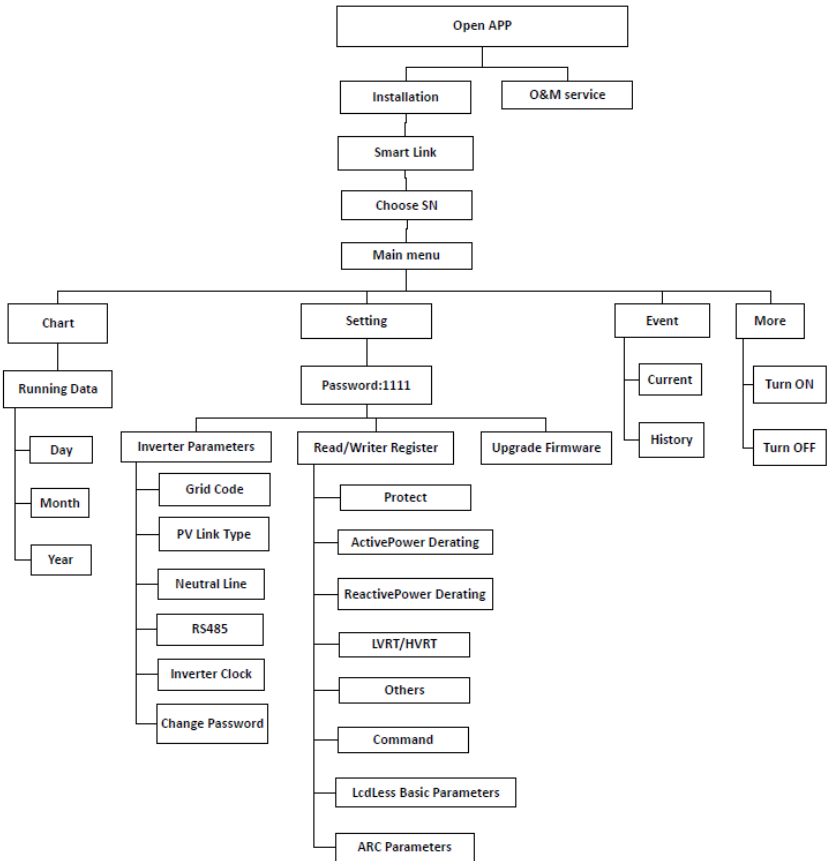 Open APP
Installation
O&M service
Smart Link
Choose SN
Main menu
Chart
Setting
Event
More
Running Data
Password:1111
Current
Turn ON
Day
Inverter Parameters
Read/Writer Register
Upgrade Firmware
History
Turn OFF
Grid Code
Protect
Month
PV Link Type
ActivePower Derating
Year
Neutral Line
ReactivePower Derating
RS485
LVRT/HVRT
Inverter Clock
Others
Change Password
Command
LcdLess Basic Parameters
ARC Parameters